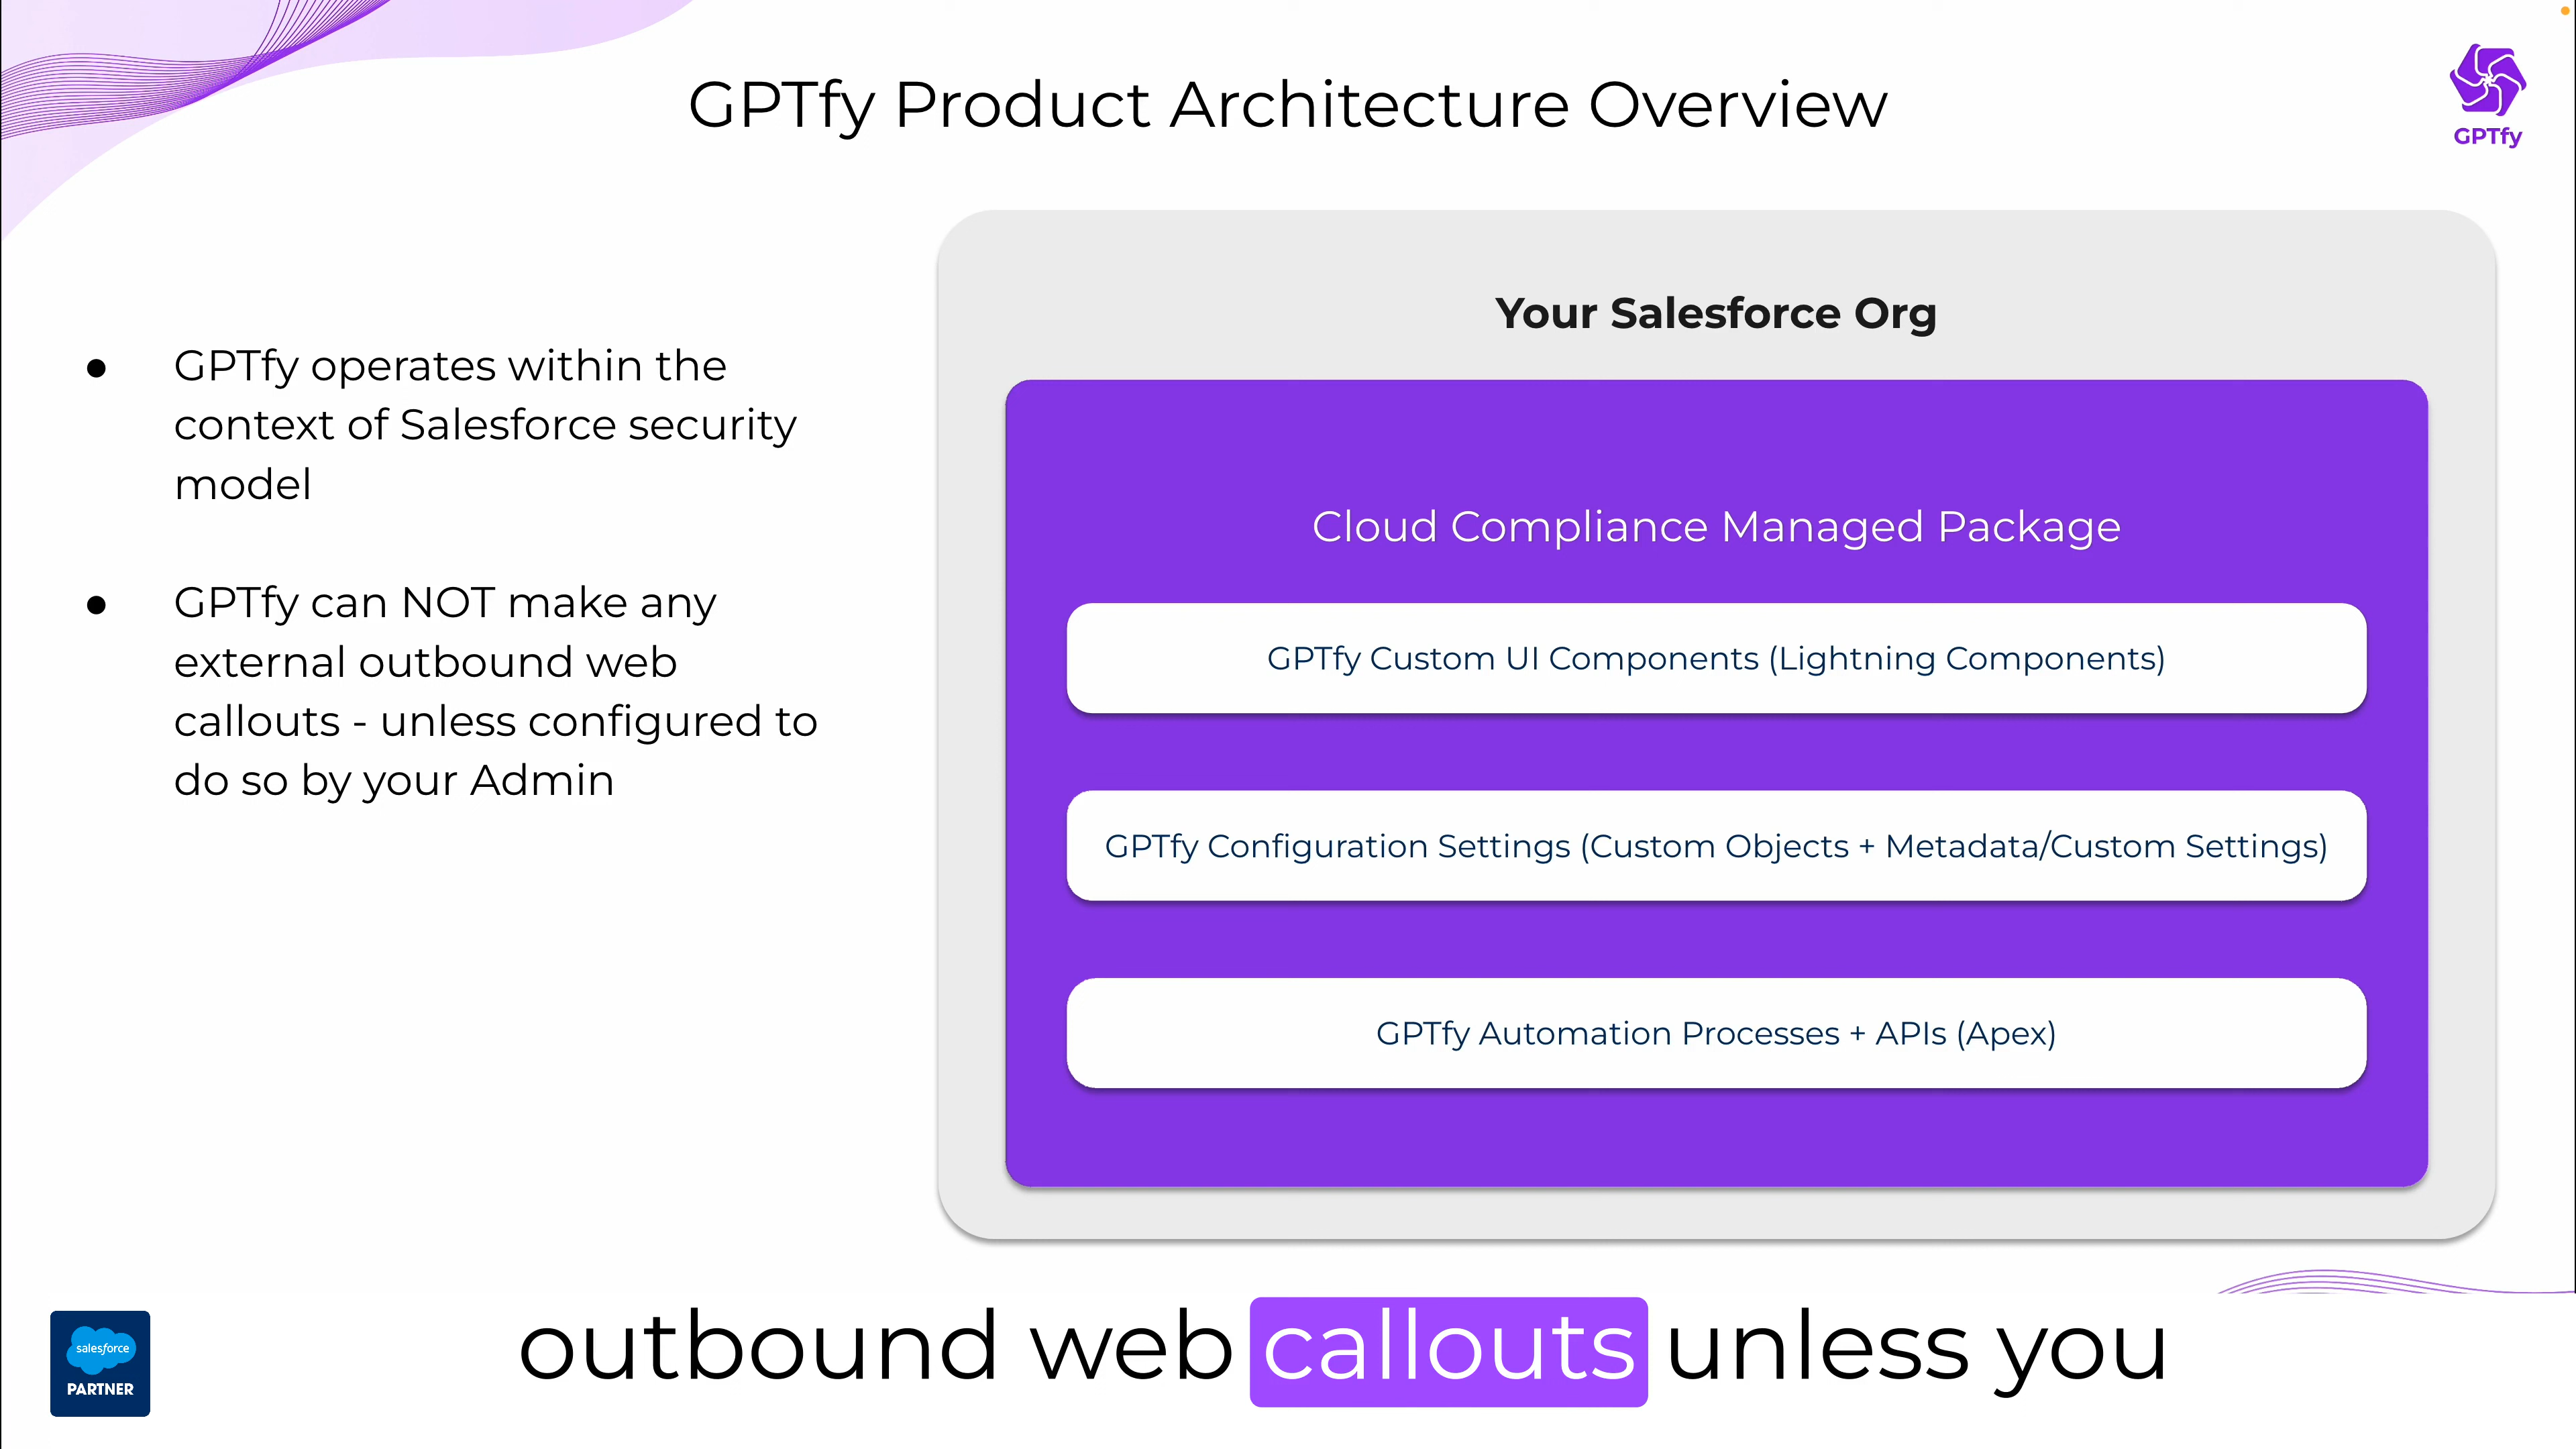 GPTfy Product Architecture Overview
GPTfy
● GPTfy operates within the
context of Salesforce security
model
● GPTfy can NOT make any
external outbound web
callouts - unless configured to
do so by your Admin
Your Salesforce Org
Cloud Compliance Managed Package
GPTfy Custom UI Components (Lightning Components)
GPTfy Configuration Settings (Custom Objects + Metadata/Custom Settings)
GPTfy Automation Processes + APIs (Apex)
salesforce
PARTNER
outbound web callouts unless you